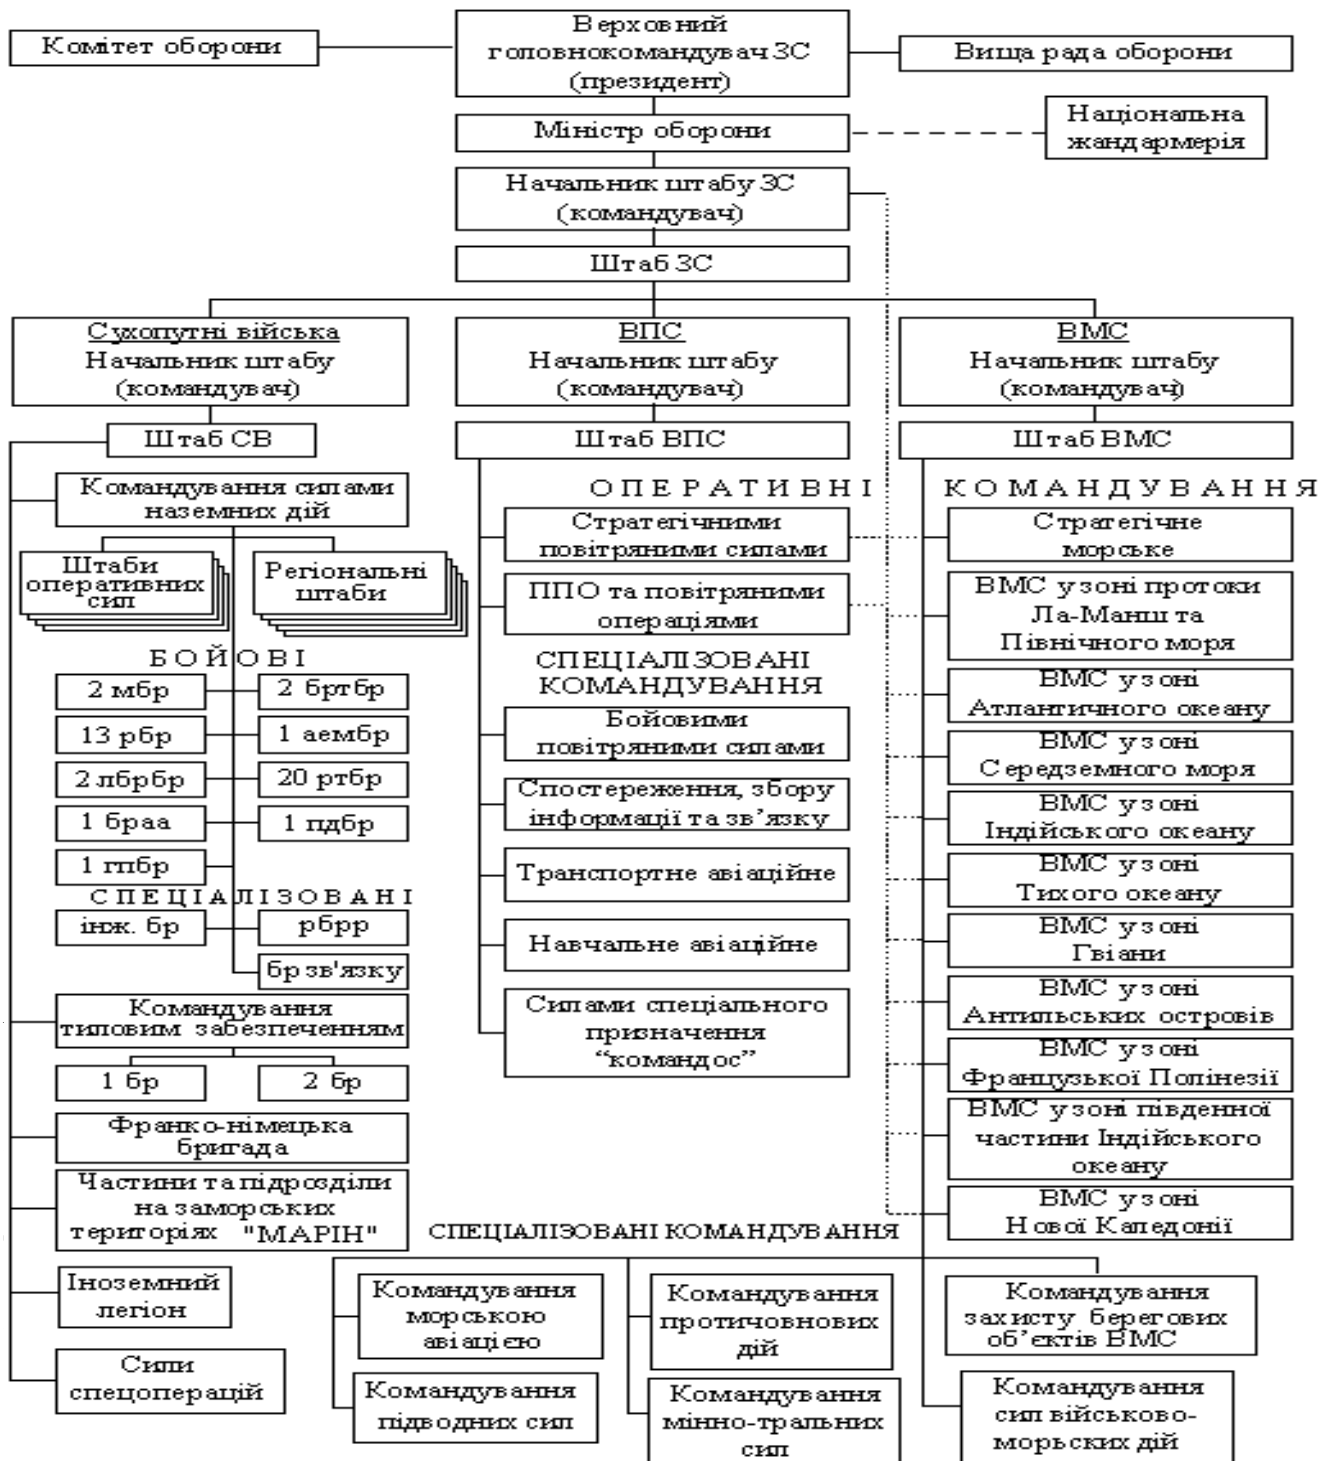 Комітет оборони
Верховний
головнокомандувач ЗС
(президент)
Вища рада оборони
Міністр оборони
Національна
жандармерія
Начальник штабу ЗС
(командувач)
Штаб ЗС
Сухопутні війська
Начальник штабу
(командувач)
ВПС
Начальник штабу
(командувач)
ВМС
Начальник штабу
(командувач)
Штаб СВ
Штаб ВПС
Штаб ВМС
Командування силами
наземних дій
Штаби
оперативних
сил
Регіональні
штаби
БОЙОВІ
2 мбр
2 бртбр
13 рбр
1 аембр
2 лбрбр
20 ртбр
1 браа
1 пдбр
1 гпбр
СПЕЦІАЛІЗОВАНІ
інж. бр
рбрр
бр зв'язку
Командування
тиловим забезпеченням
1 бр
2 бр
Франко-німецька
бригада
Частини та підрозділи
на заморських
територіях "МАРІН"
Іноземний
легіон
Сили
спецоперацій
ОПЕРАТИВНІ КОМАНДУВАННЯ
Стратегічними
повітряними силами
ППО та повітряними
операціями
СПЕЦІАЛІЗОВАНІ
КОМАНДУВАННЯ
Бойовими
повітряними силами
Спостереження, збору
інформації та зв’язку
Транспортне авіаційне
Навчальне авіаційне
Силами спеціального
призначення
“командос”
Стратегічне
морське
ВМС у зоні протоки
Ла-Манш та
Північного моря
ВМС у зоні
Атлантичного океану
ВМС у зоні
Середземного моря
ВМС у зоні
Індійського океану
ВМС у зоні
Тихого океану
ВМС у зоні
Гвіани
ВМС у зоні
Антильських островів
ВМС у зоні
Французької Полінезії
ВМС у зоні південної
частини Індійського
океану
ВМС у зоні
Нової Каледонії
СПЕЦІАЛІЗОВАНІ КОМАНДУВАННЯ
Командування
морською
авіацією
Командування
протичовнових
дій
Командування
захисту берегових
об’єктів ВМС
Командування
підводних сил
Командування
мінно-тральних
сил
Командування
сил військово-
морьских дій